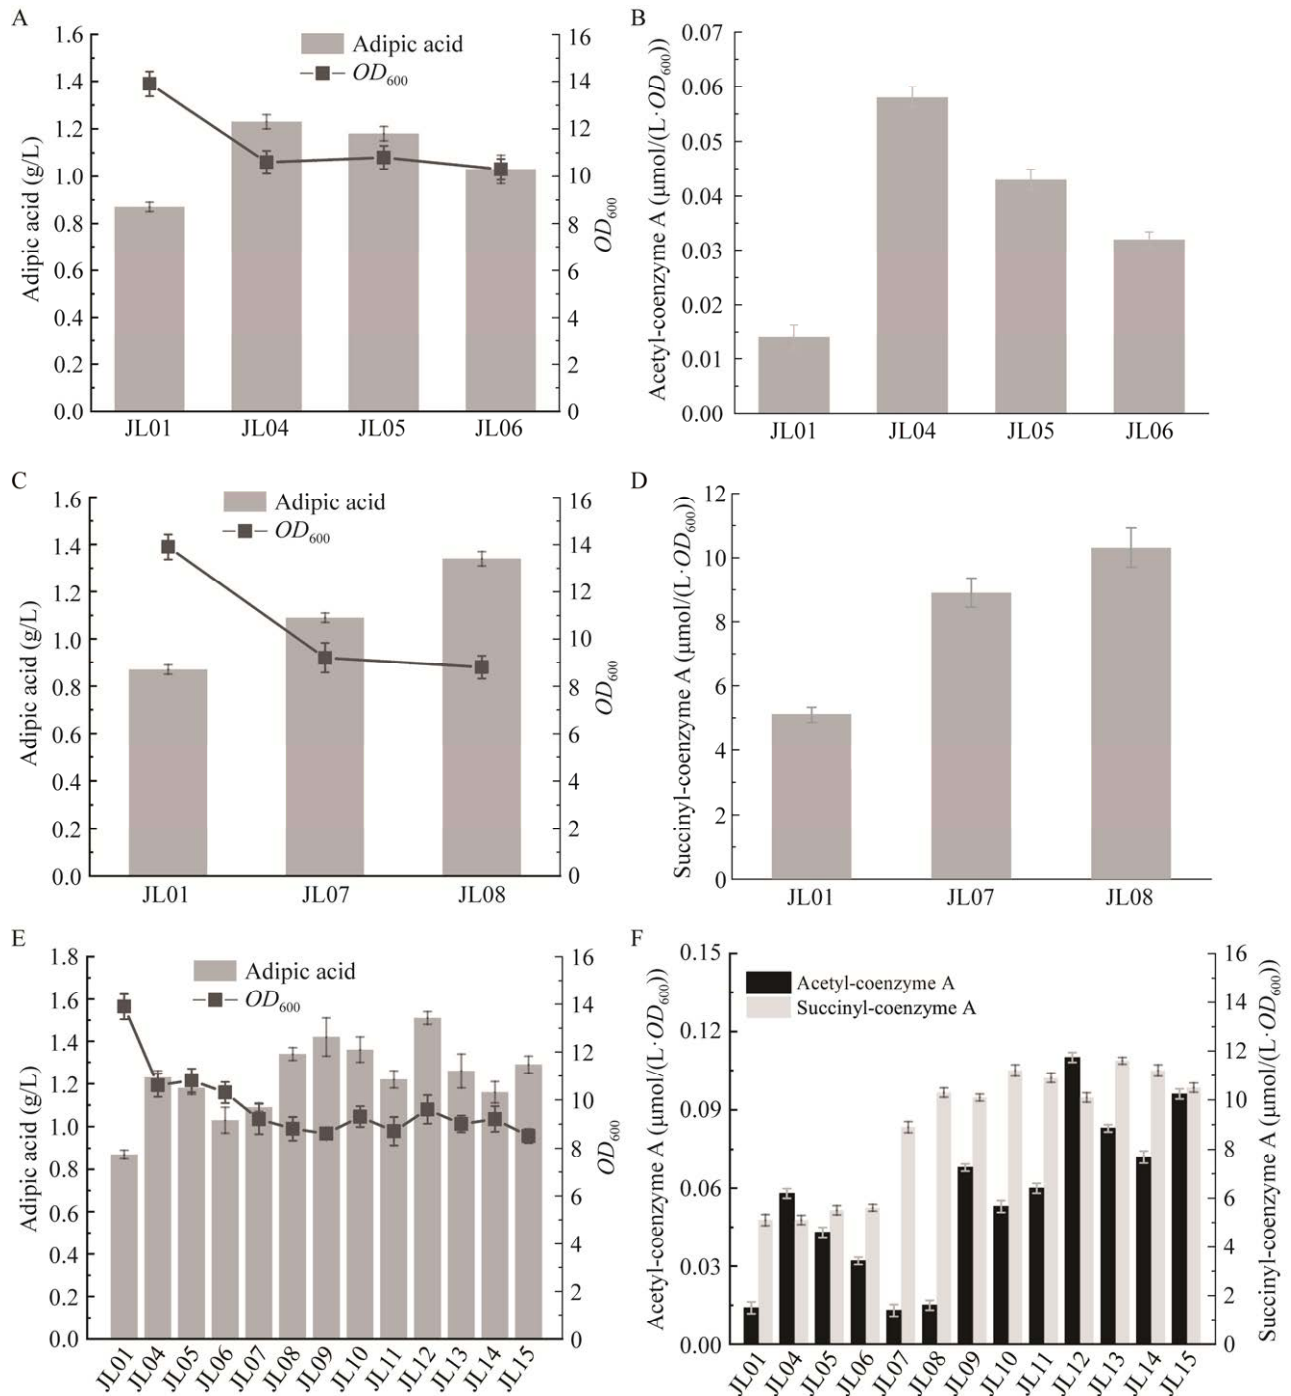 A
Adipic acid
OD600
Adipic acid (g/L)
1.6
1.4
1.2
1.0
0.8
0.6
0.4
0.2
0.0
16
14
12
10
8
6
4
2
0
OD600
JL01 JL04 JL05 JL06
B
Acetyl-coenzyme A (μmol/(L·OD600))
0.07
0.06
0.05
0.04
0.03
0.02
0.01
0.00
JL01 JL04 JL05 JL06
C
Adipic acid
OD600
Adipic acid (g/L)
1.6
1.4
1.2
1.0
0.8
0.6
0.4
0.2
0.0
16
14
12
10
8
6
4
2
0
OD600
JL01 JL07 JL08
D
Succinyl-coenzyme A (μmol/(L·OD600))
12
10
8
6
4
2
0
JL01 JL07 JL08
E
Adipic acid
OD600
Adipic acid (g/L)
1.8
1.6
1.4
1.2
1.0
0.8
0.6
0.4
0.2
0.0
16
14
12
10
8
6
4
2
0
OD600
JL01 JL04 JL05 JL06 JL07 JL08 JL09 JL10 JL11 JL12 JL13 JL14 JL15
F
Acetyl-coenzyme A
Succinyl-coenzyme A
Acetyl-coenzyme A (μmol/(L·OD600))
0.15
0.12
0.09
0.06
0.03
0.00
16
14
12
10
8
6
4
2
0
Succinyl-coenzyme A (μmol/(L·OD600))
JL01 JL04 JL05 JL06 JL07 JL08 JL09 JL10 JL11 JL12 JL13 JL14 JL15